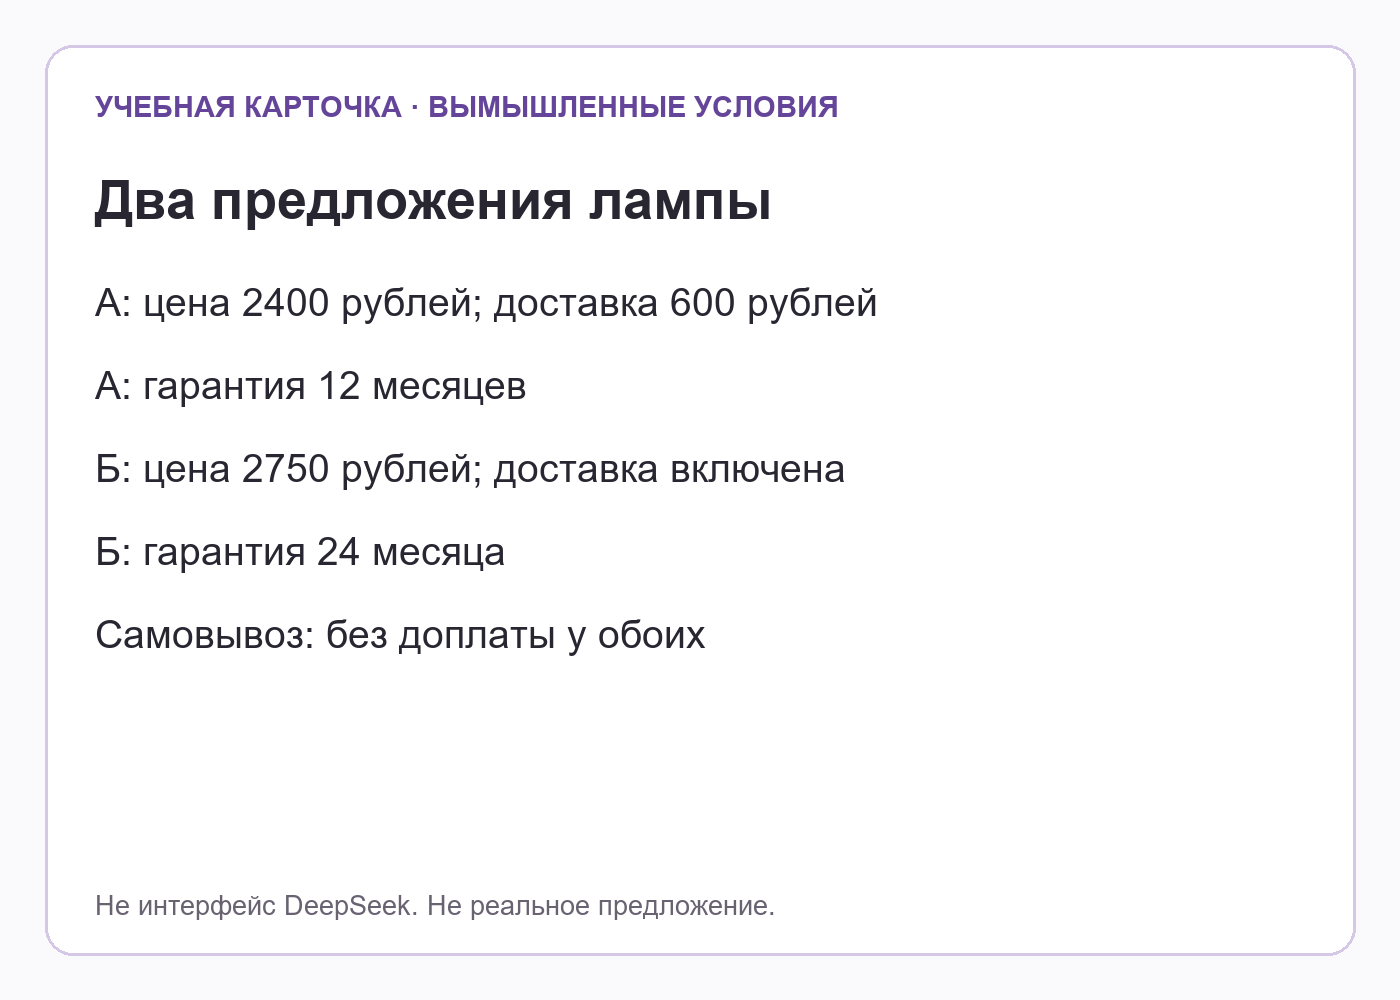 УЧЕБНАЯ КАРТОЧКА · ВЫМЫШЛЕННЫЕ УСЛОВИЯ
Два предложения лампы
А: цена 2400 рублей; доставка 600 рублей
А: гарантия 12 месяцев
Б: цена 2750 рублей; доставка включена
Б: гарантия 24 месяца
Самовывоз: без доплаты у обоих
Не интерфейс DeepSeek. Не реальное предложение.